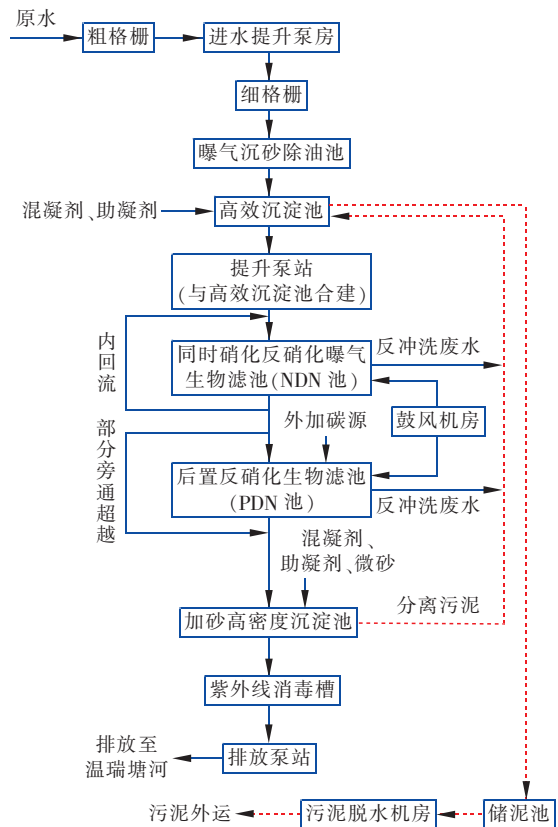 原水
粗格栅
进水提升泵房
细格栅
曝气沉砂除油池
混凝剂、助凝剂
高效沉淀池
提升泵站
(与高效沉淀池合建)
内回流
同时硝化反硝化曝气
生物滤池(NDN 池)
反冲洗废水
外加碳源
鼓风机房
部分旁通超越
后置反硝化生物滤池
(PDN 池)
反冲洗废水
混凝剂、
助凝剂、微砂
分离污泥
加砂高密度沉淀池
紫外线消毒槽
排放至
温瑞塘河
排放泵站
污泥外运
污泥脱水机房
储泥池